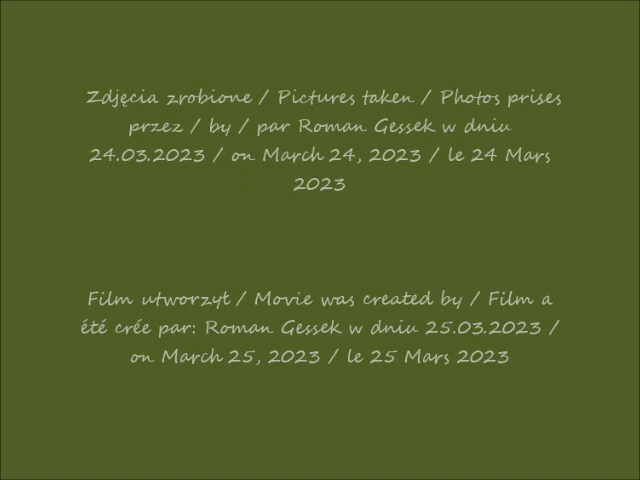 Zdjęcia zrobione / Pictures taken / Photos prises
przez / by / par Roman Gessek w dniu
24.03.2023 / on March 24, 2023 / le 24 Mars
2023
Film utworzył / Movie was created by / Film a
été crée par: Roman Gessek w dniu 25.03.2023 /
on March 25, 2023 / le 25 Mars 2023